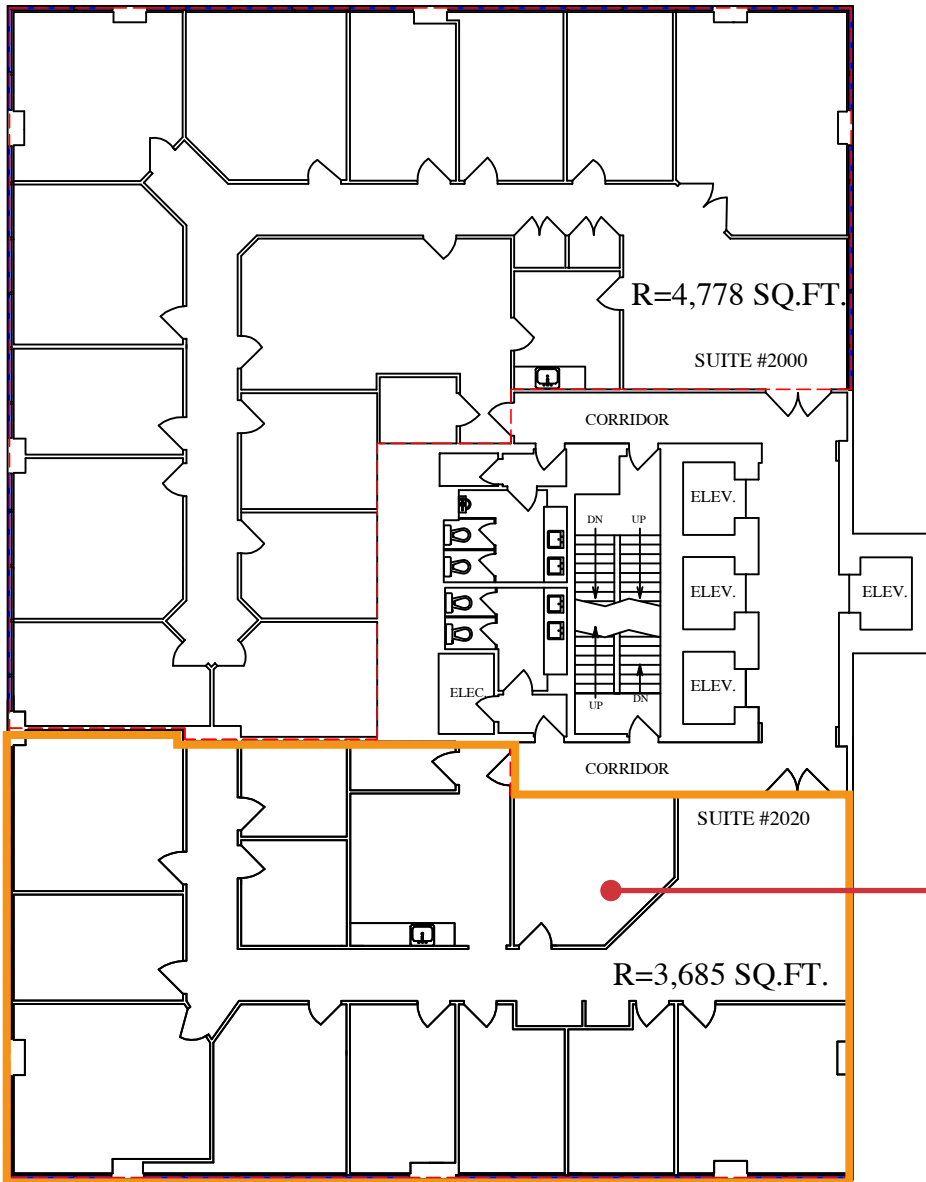 R=4,778 SQ.FT.
SUITE #2000
CORRIDOR
ELEV.
DN
UP
ELEV.
ELEV.
ELEC.
ELEV.
UP
DN
CORRIDOR
SUITE #2020
R=3,685 SQ.FT.